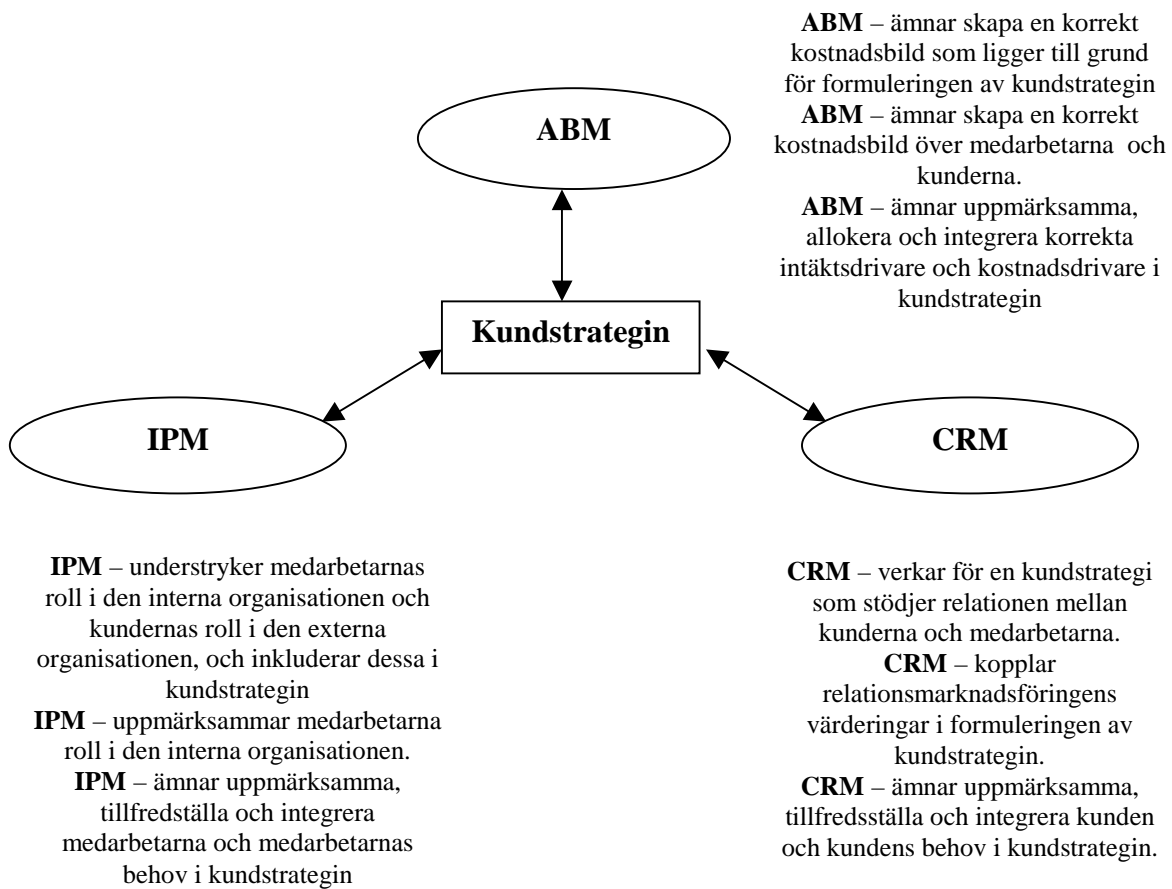 ABM – ämnar skapa en korrekt
kostnadsbild som ligger till grund
för formuleringen av kundstrategin
ABM – ämnar skapa en korrekt
kostnadsbild över medarbetarna och
kunderna.
ABM – ämnar uppmärksamma,
allokera och integrera korrekta
intäktsdrivare och kostnadsdrivare i
kundstrategin
ABM
Kundstrategin
IPM
CRM
IPM – understryker medarbetarnas
roll i den interna organisationen och
kundernas roll i den externa
organisationen, och inkluderar dessa i
kundstrategin
IPM – uppmärksammar medarbetarna
roll i den interna organisationen.
IPM – ämnar uppmärksamma,
tillfredställa och integrera
medarbetarna och medarbetarnas
behov i kundstrategin
CRM – verkar för en kundstrategi
som stödjer relationen mellan
kunderna och medarbetarna.
CRM – kopplar
relationsmarknadsföringens
värderingar i formuleringen av
kundstrategin.
CRM – ämnar uppmärksamma,
tillfredsställa och integrera kunden
och kundens behov i kundstrategin.